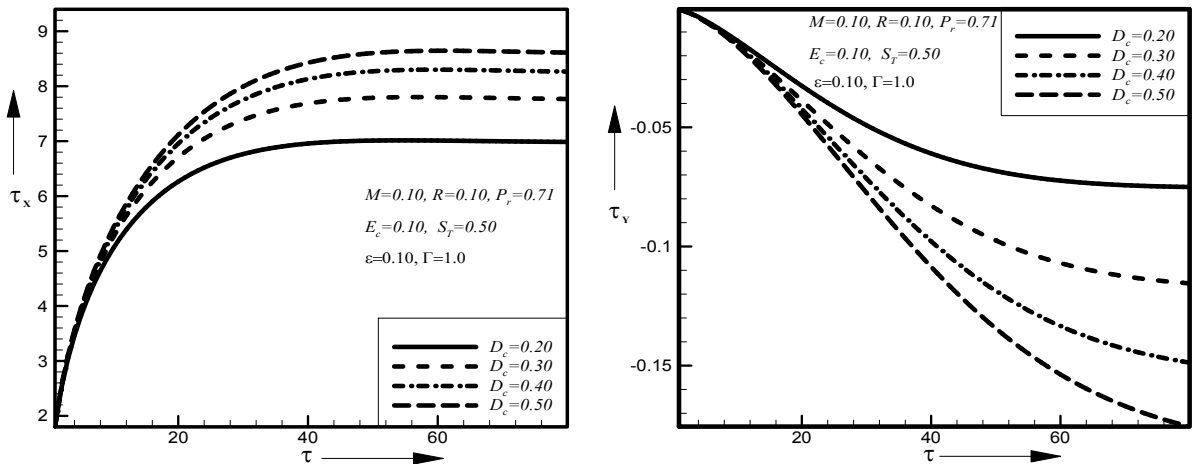 9
8
7
6
5
4
3
2
τx
M=0.10, R=0.10, Pr=0.71
Ec=0.10, ST=0.50
ε=0.10, Γ=1.0
Dc=0.20
Dc=0.30
Dc=0.40
Dc=0.50
20
40
60
τ
-0.05
-0.1
-0.15
τY
M=0.10, R=0.10, Pr=0.71
Ec=0.10, ST=0.50
ε=0.10, Γ=1.0
Dc=0.20
Dc=0.30
Dc=0.40
Dc=0.50
20
40
60
τ